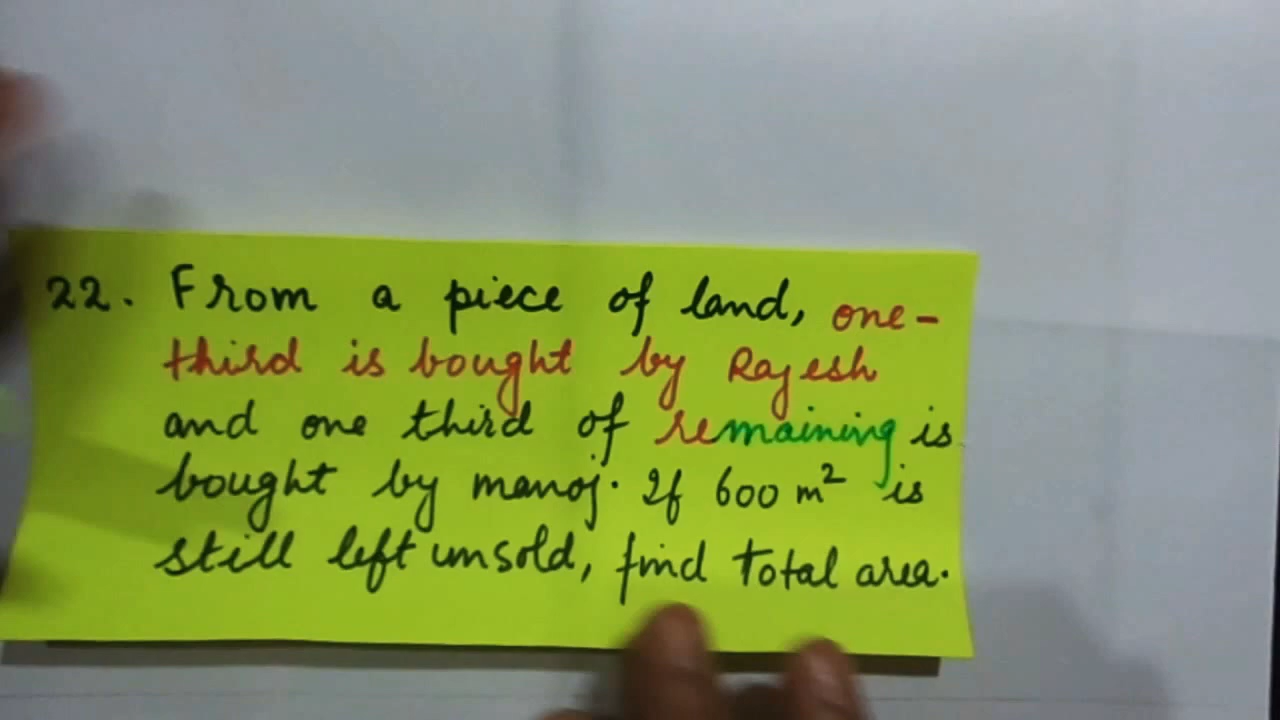 22. From a piece of land, one-
third is bought by Rajesh
and one third of remaining is
bought by manoj. If 600 m² is
still left unsold, find total area.